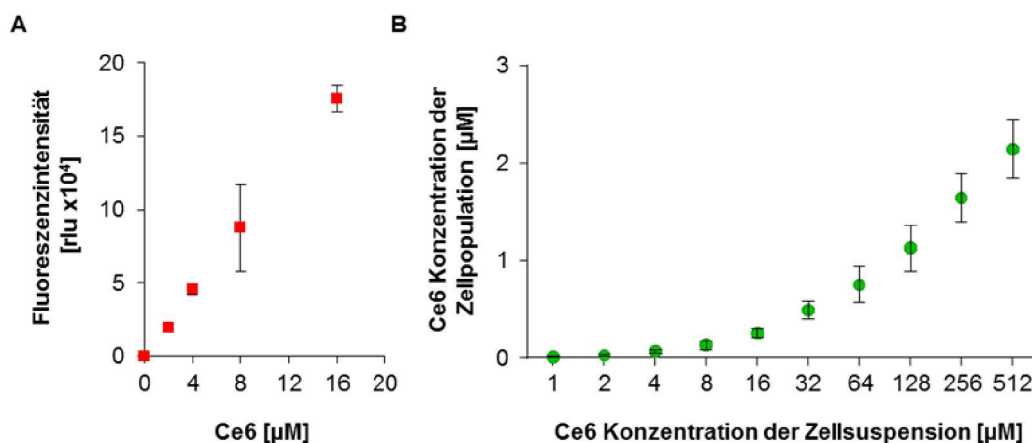 A
Fluoreszenzintensität
[rlu x10⁴]
20
15
10
5
0
0 4 8 12 16 20
Ce6 [µM]
B
Ce6 Konzentration der
Zellpopulation [µM]
3
2
1
0
1 2 4 8 16 32 64 128 256 512
Ce6 Konzentration der Zellsuspension [µM]